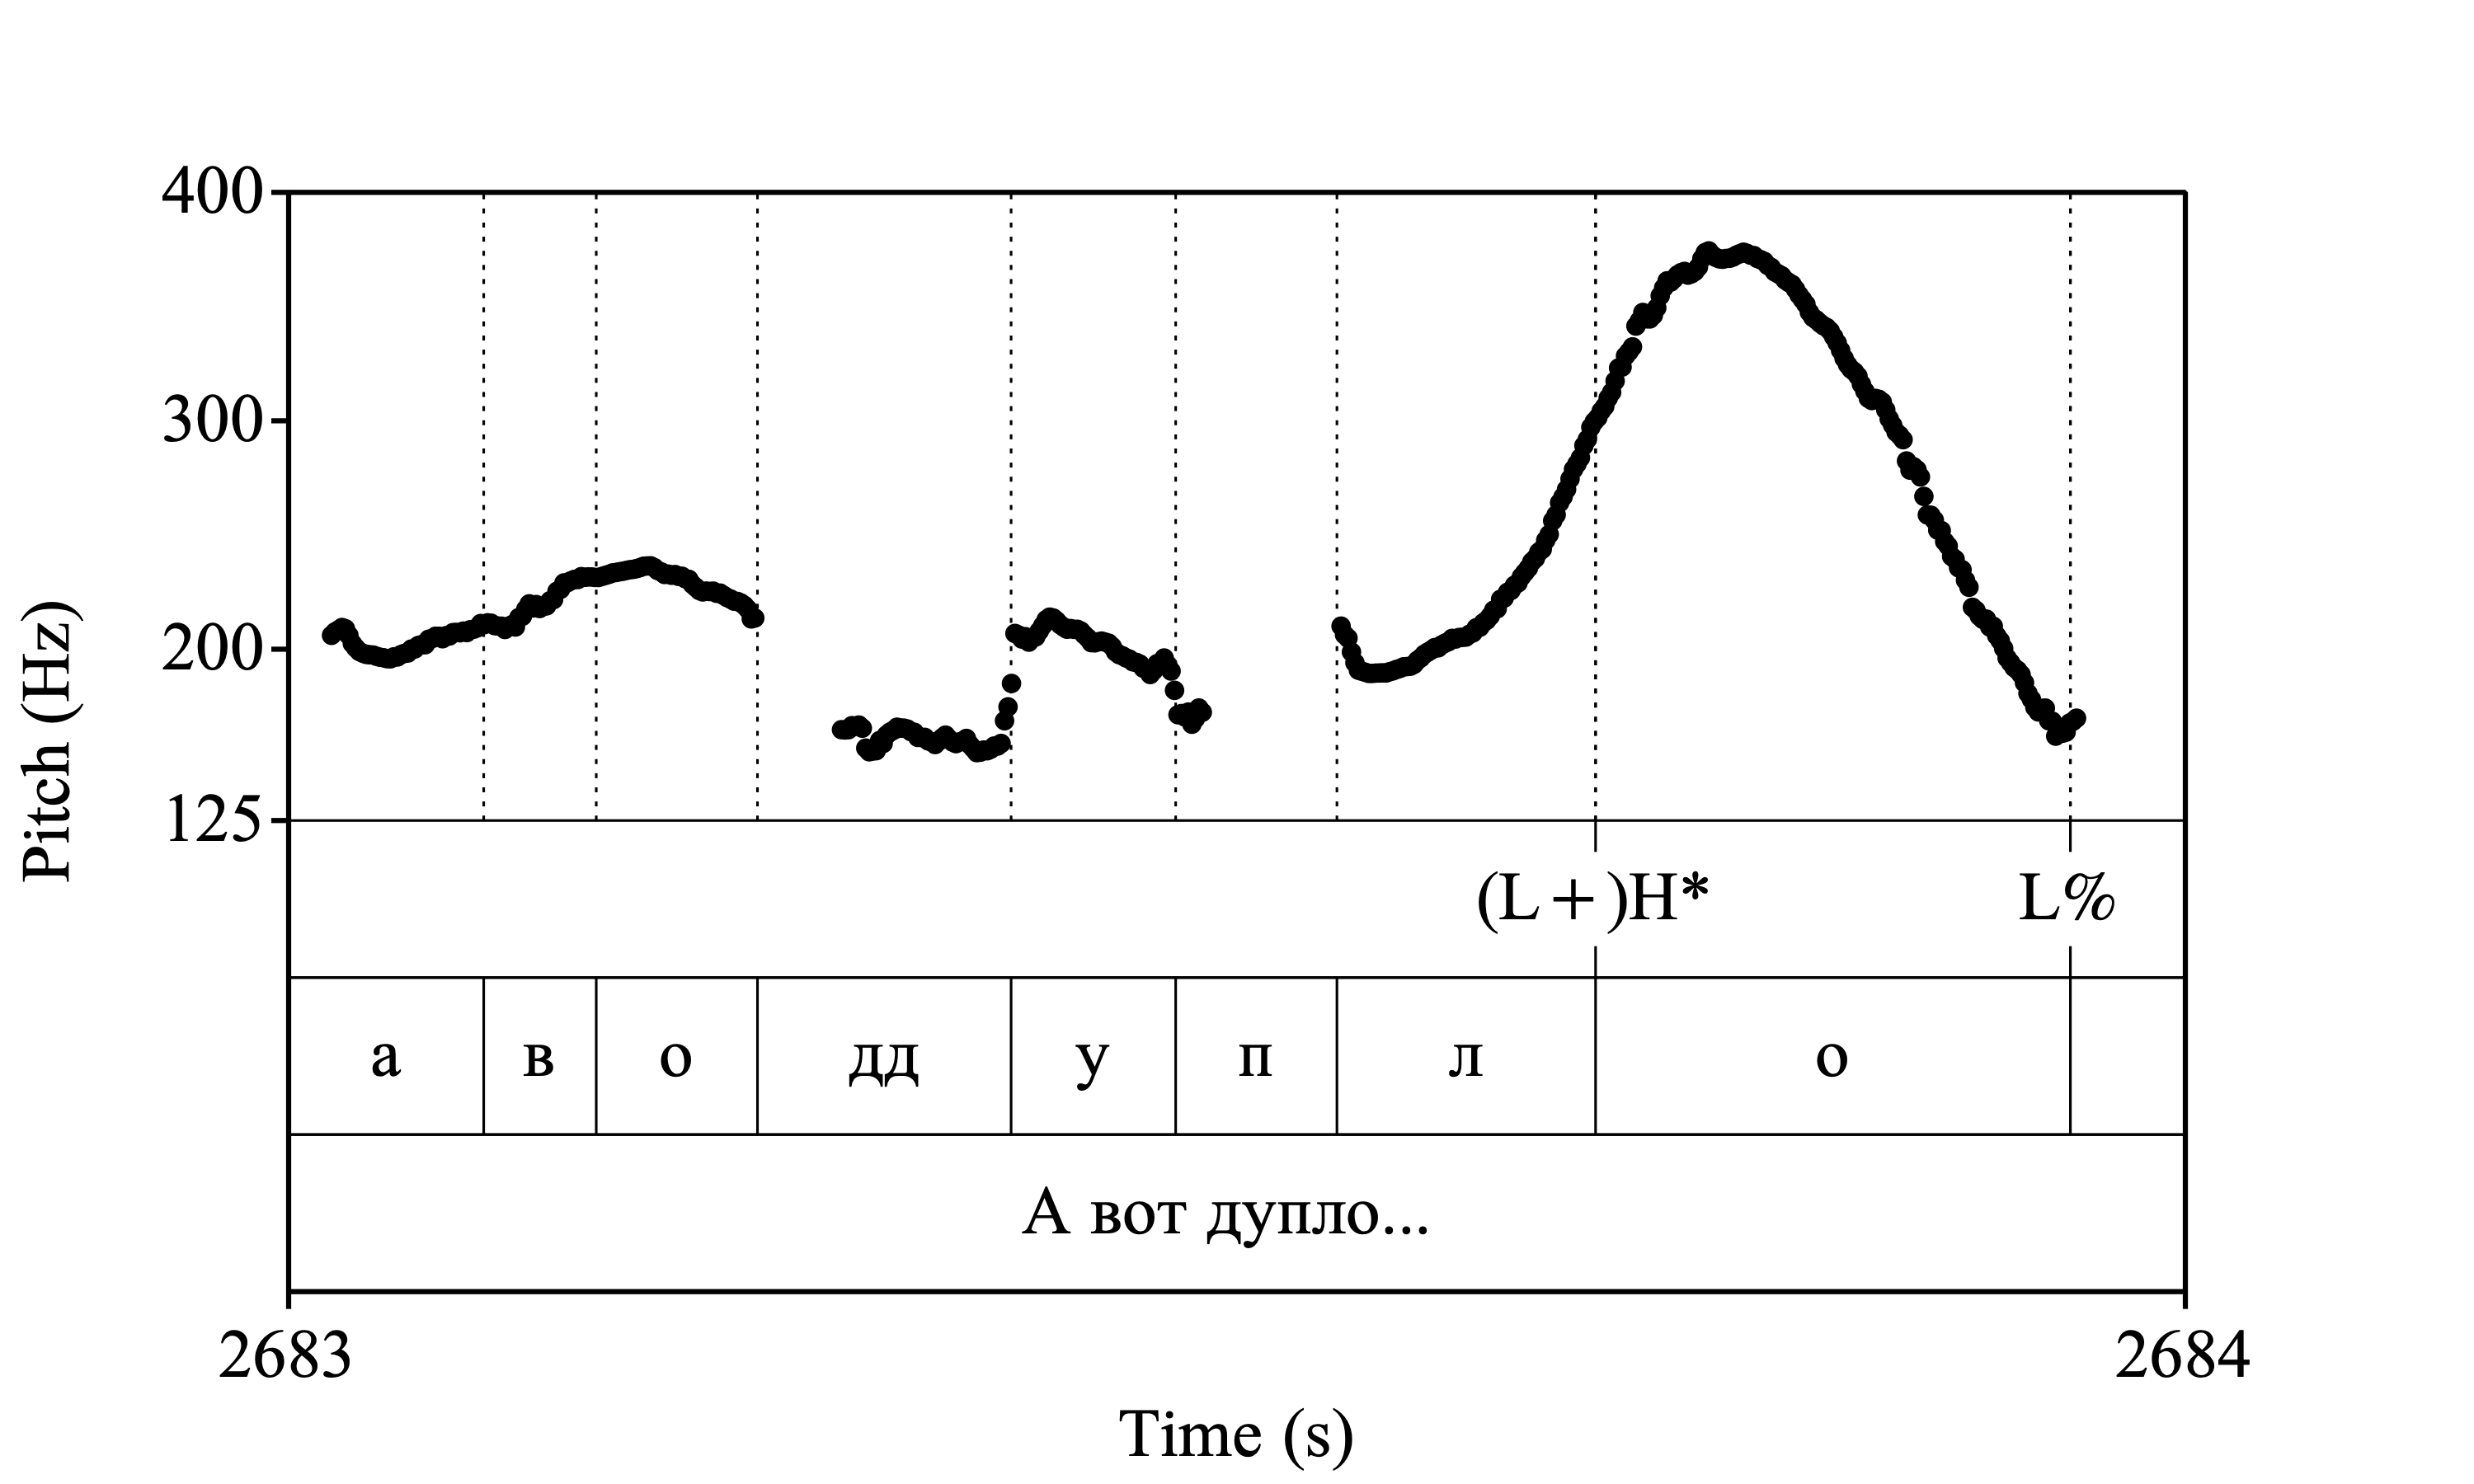 400
300
200
125
Pitch (Hz)
(L + )H* L%
а в о дд у п л о
А вот дупло...
2683 2684
Time (s)